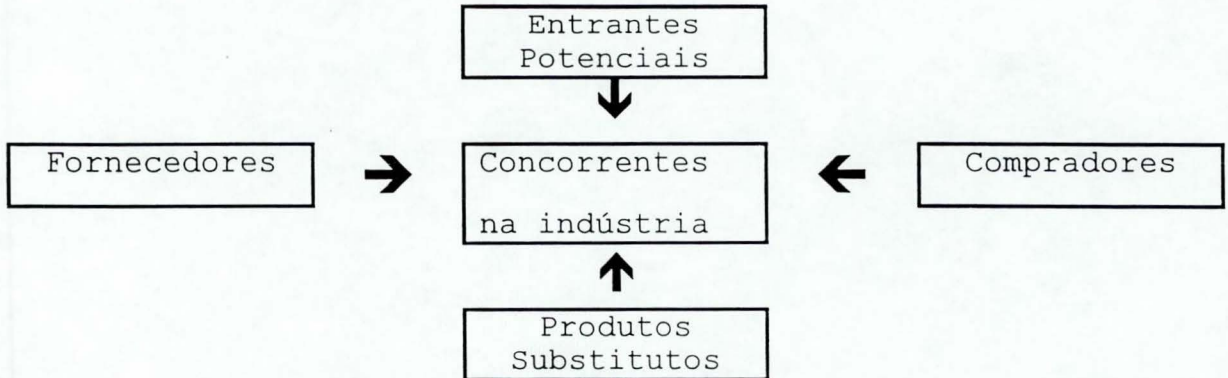 Entrantes
Potenciais
Fornecedores
Concorrentes
na indústria
Compradores
Produtos
Substitutos